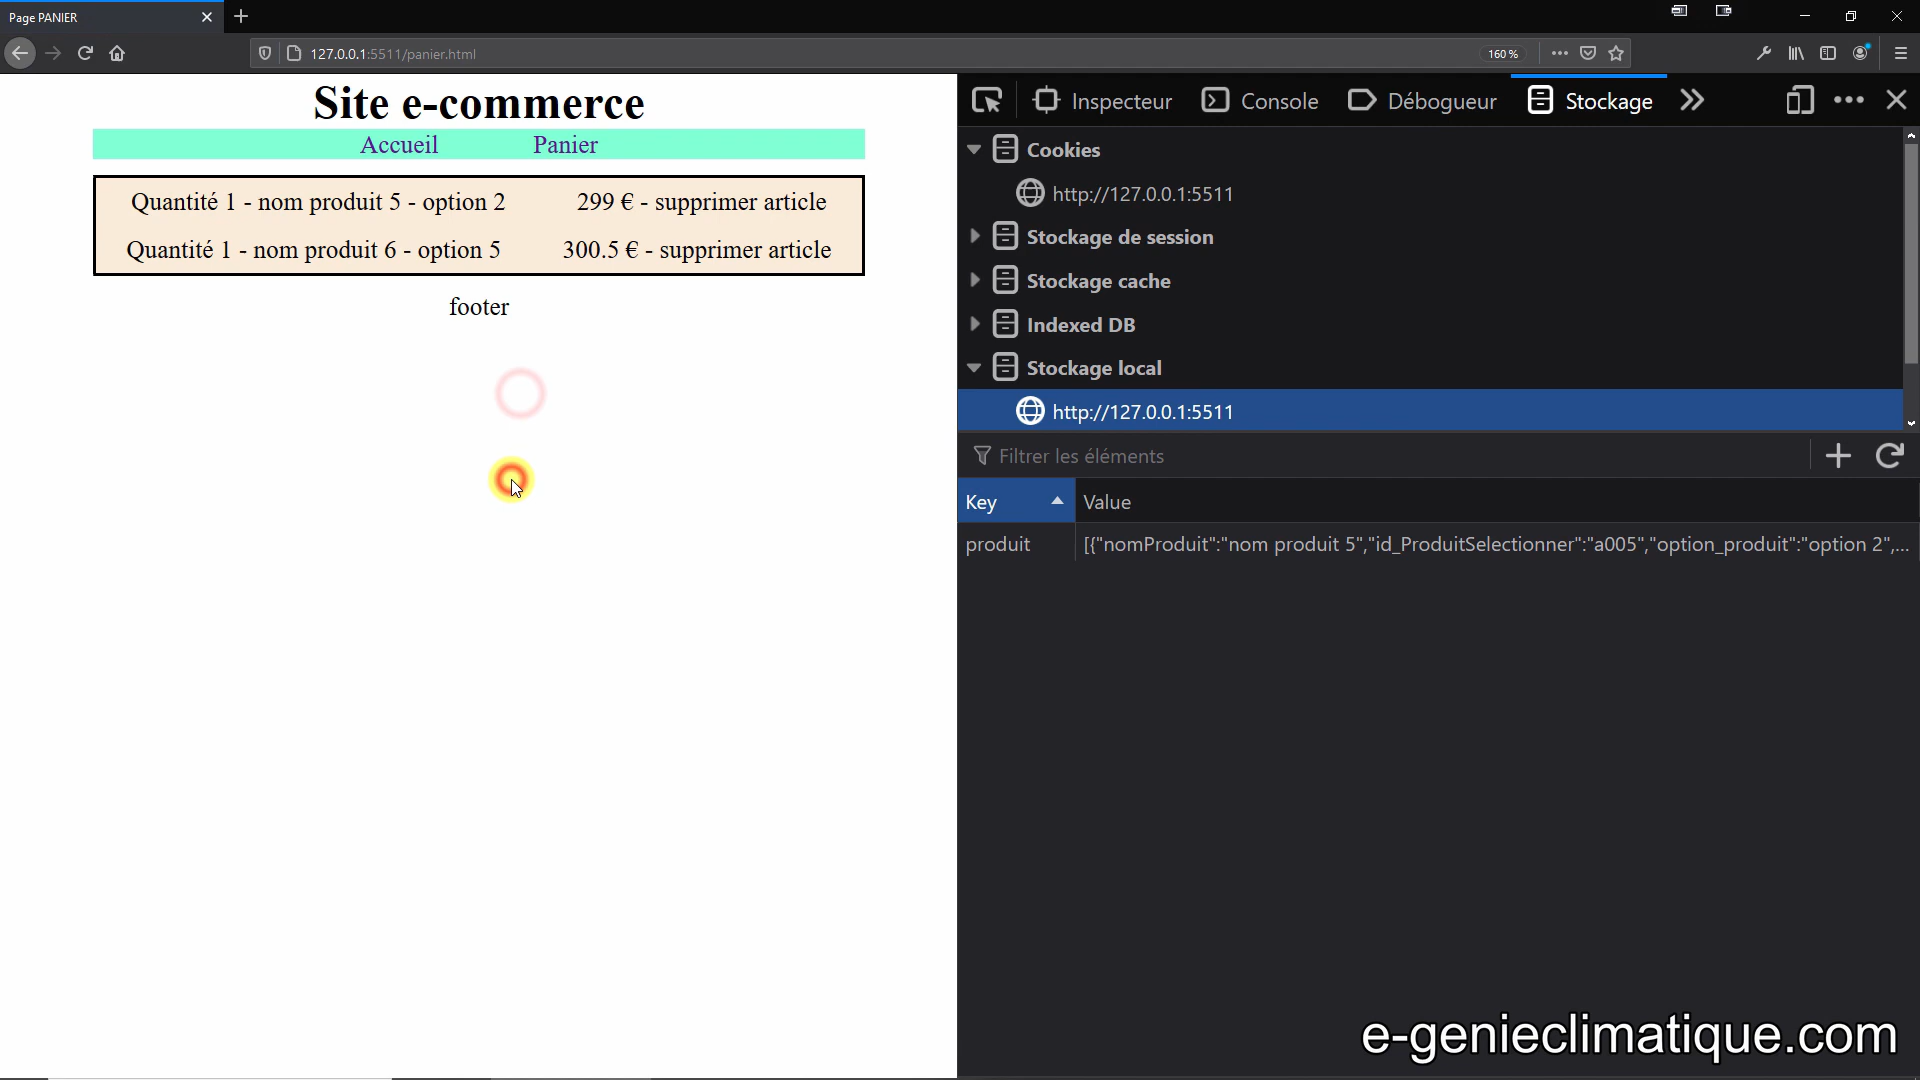 Page PANIER
127.0.0.1:5511/panier.html
160 %
Site e-commerce
Accueil Panier
Quantité 1 - nom produit 5 - option 2 299 € - supprimer article
Quantité 1 - nom produit 6 - option 5 300.5 € - supprimer article
footer
Inspecteur Console Débogueur Stockage
Cookies
http://127.0.0.1:5511
Stockage de session
Stockage cache
Indexed DB
Stockage local
http://127.0.0.1:5511
Filtrer les éléments
Key Value
produit [{"nomProduit":"nom produit 5","id_ProduitSelectionner":"a005","option_produit":"option 2",...
e-genieclimatique.com